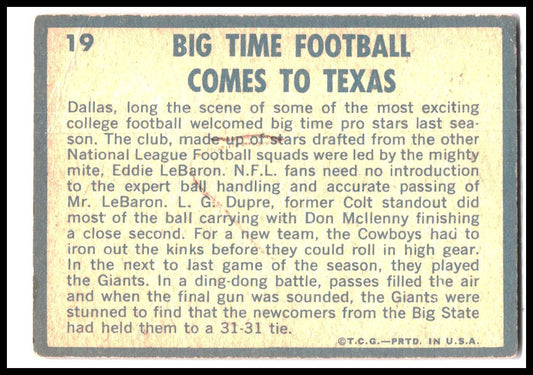 19
BIG TIME FOOTBALL
COMES TO TEXAS
Dallas, long the scene of some of the most exciting
college football welcomed big time pro stars last sea-
son. The club, made up of stars drafted from the other
National League Football squads were led by the mighty
mite, Eddie LeBaron. N.F.L. fans need no introduction
to the expert ball handling and accurate passing of
Mr. LeBaron. L. G. Dupre, former Colt standout did
most of the ball carrying with Don McIlenny finishing
a close second. For a new team, the Cowboys had to
iron out the kinks before they could roll in high gear.
In the next to last game of the season, they played
the Giants. In a ding-dong battle, passes filled the air
and when the final gun was sounded, the Giants were
stunned to find that the newcomers from the Big State
had held them to a 31-31 tie.
©T.C.G.—PRTD. IN U.S.A.